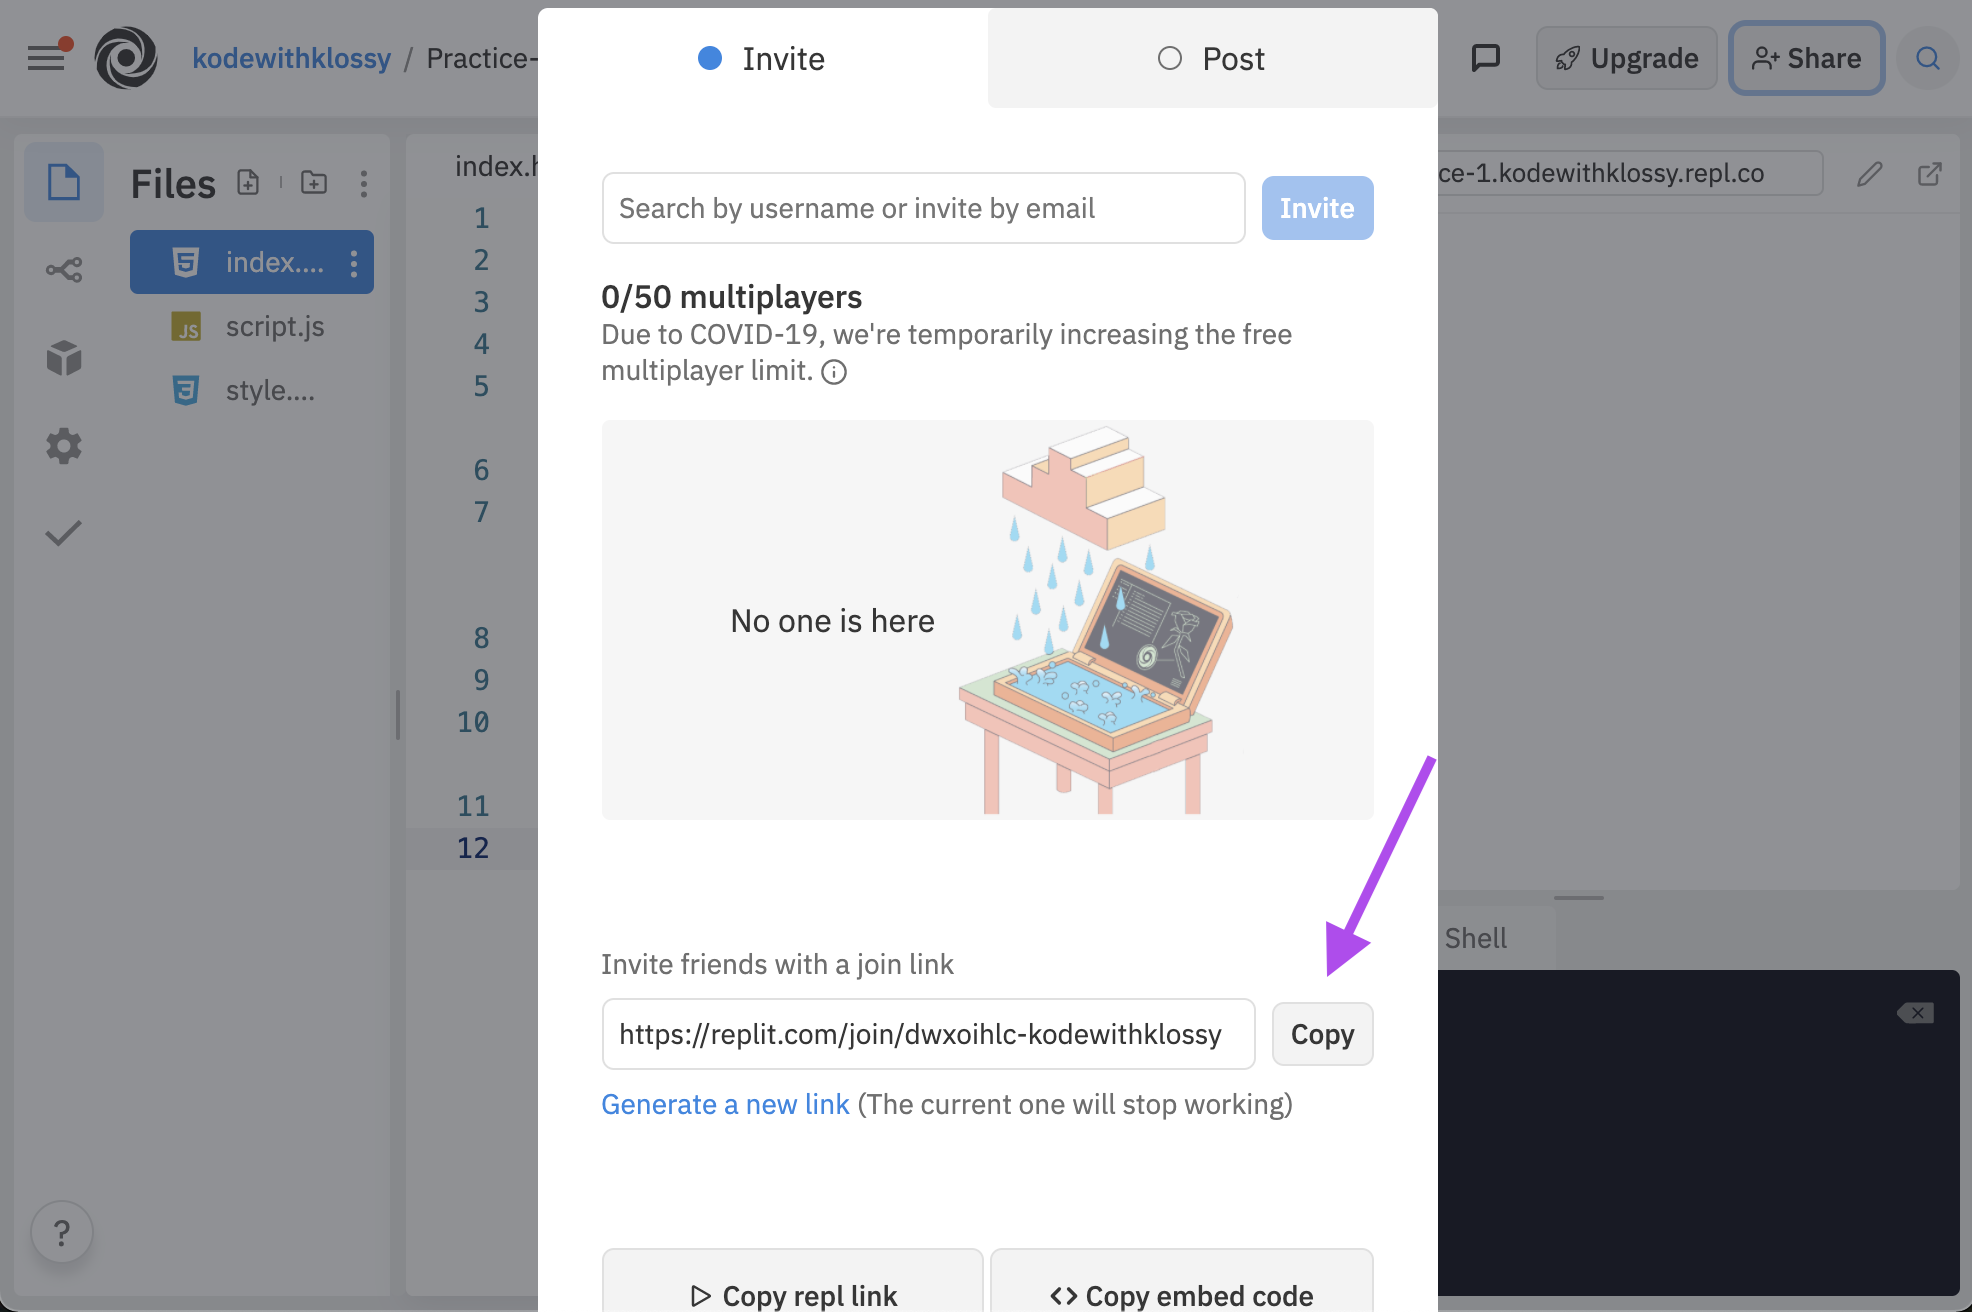 kodewithklossy / Practice-
Invite
Post
Upgrade
Share
Files
index....
script.js
style....
index.h
1
2
3
4
5
6
7
8
9
10
11
12
Search by username or invite by email
Invite
0/50 multiplayers
Due to COVID-19, we're temporarily increasing the free
multiplayer limit.
No one is here
Invite friends with a join link
https://replit.com/join/dwxoihlc-kodewithklossy
Copy
Generate a new link (The current one will stop working)
Copy repl link
Copy embed code
ce-1.kodewithklossy.repl.co
Shell
JS
?